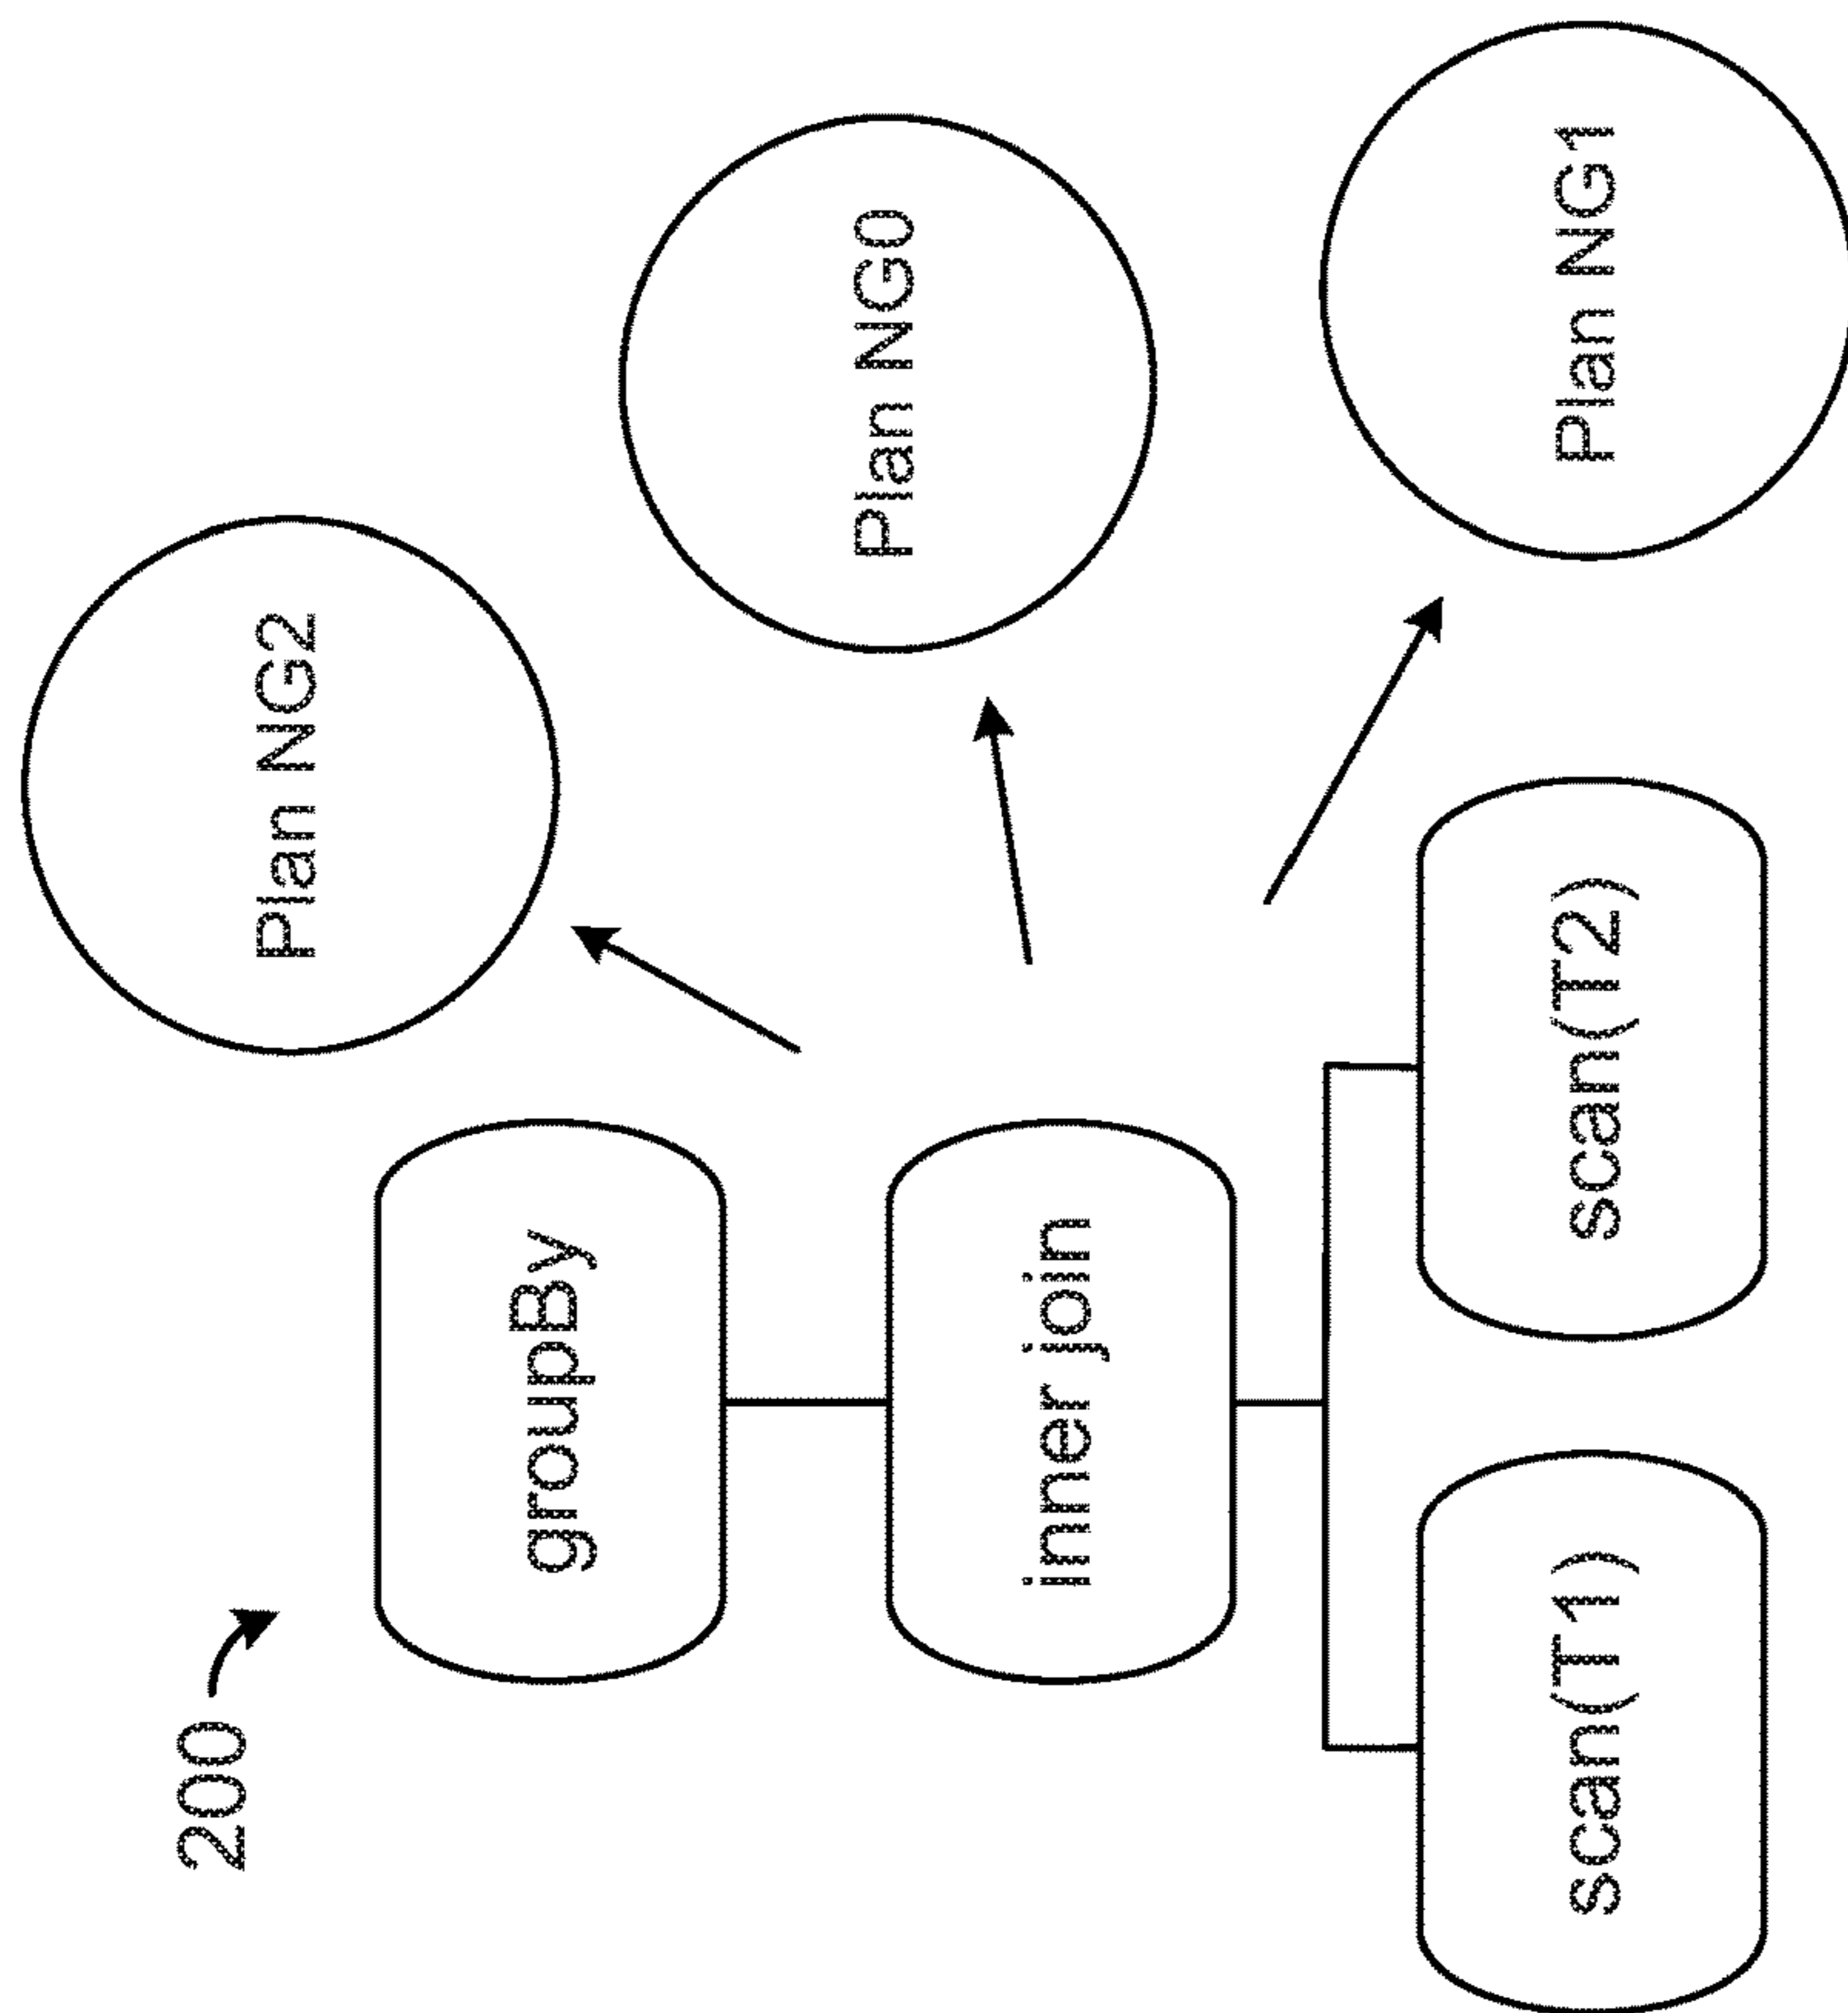 200
groupBy
inner join
scan(T1)
scan(T2)
Plan NG2
Plan NG0
Plan NG1